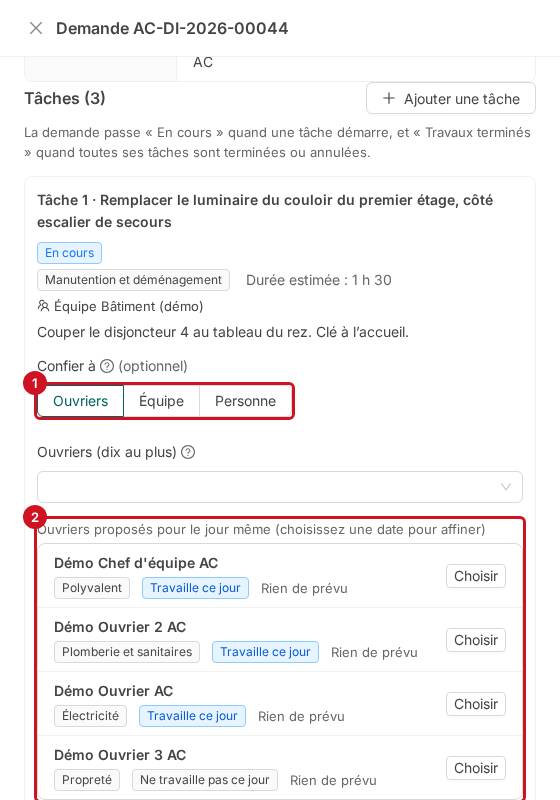 Demande AC-DI-2026-00044
AC
Tâches (3)
Ajouter une tâche
La demande passe « En cours » quand une tâche démarre, et « Travaux terminés
» quand toutes ses tâches sont terminées ou annulées.
Tâche 1 · Remplacer le luminaire du couloir du premier étage, côté
escalier de secours
En cours
Manutention et déménagement Durée estimée : 1 h 30
Équipe Bâtiment (démo)
Couper le disjoncteur 4 au tableau du rez. Clé à l’accueil.
Confier à ? (optionnel)
1
Ouvriers Équipe Personne
Ouvriers (dix au plus) ?
2
Ouvriers proposés pour le jour même (choisissez une date pour affiner)
Démo Chef d'équipe AC
Polyvalent Travaille ce jour Rien de prévu
Choisir
Démo Ouvrier 2 AC
Plomberie et sanitaires Travaille ce jour Rien de prévu
Choisir
Démo Ouvrier AC
Électricité Travaille ce jour Rien de prévu
Choisir
Démo Ouvrier 3 AC
Propreté Ne travaille pas ce jour Rien de prévu
Choisir